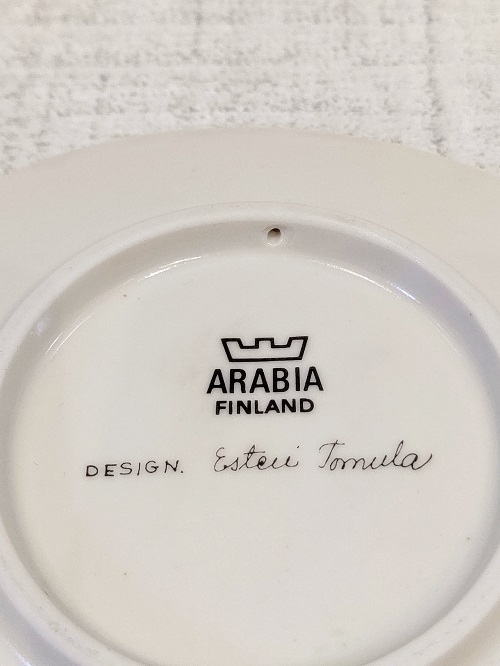 ARABIA
FINLAND
DESIGN. Esteri Tomula